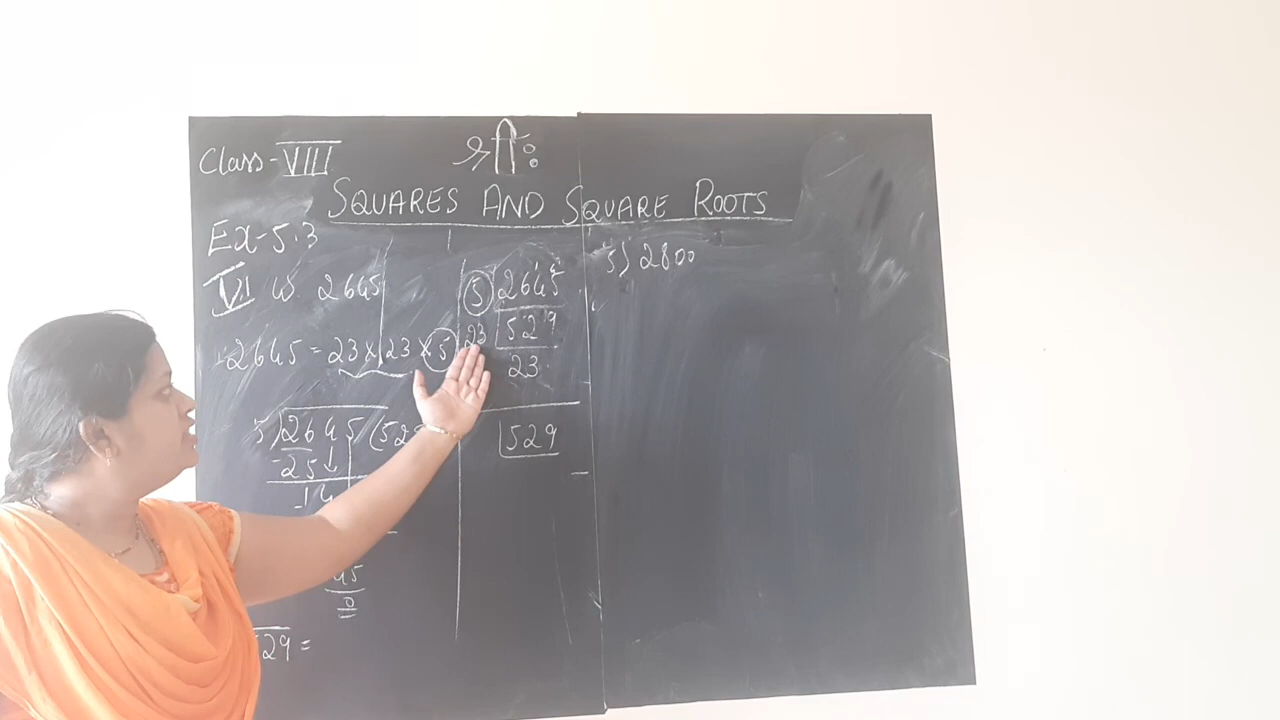 Class-VIII
SQUARES AND SQUARE ROOTS
Ex-5.3
VI 2645
2645 = 23 x 23 x 5
5)2645(52
-25
14
45
0
529 =
5 2645
23 529
23
529
5) 2800